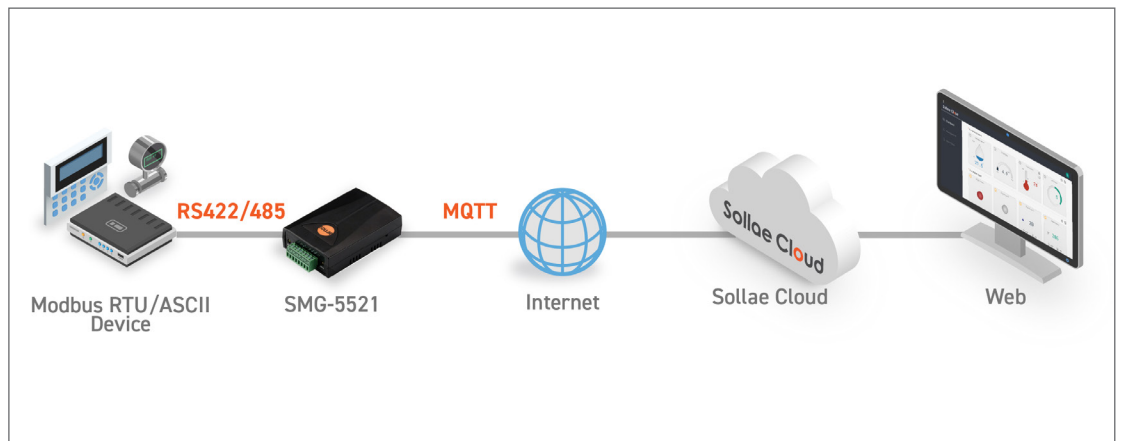 RS422/485
MQTT
Sollae Cloud
Modbus RTU/ASCII
Device
SMG-5521
Internet
Sollae Cloud
Web